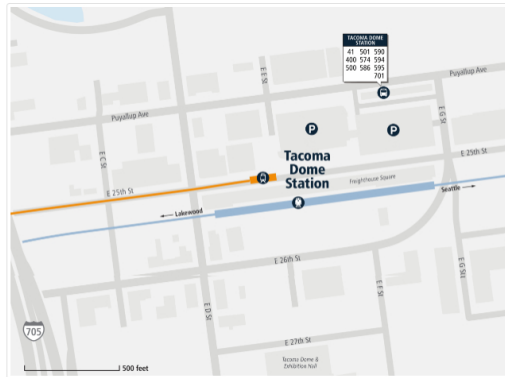 TACOMA DOME
STATION
41 501 590
400 574 594
500 586 595
701
Puyallup Ave
Puyallup Ave
E E St
E G St
P
P
E C St
Tacoma
Dome
Station
E 25th St
E 25th St
Freighthouse Square
Lakewood
Seattle
E 26th St
E D St
E E St
E G St
705
E 27th St
500 feet
Tacoma Dome &
Exhibition Hall